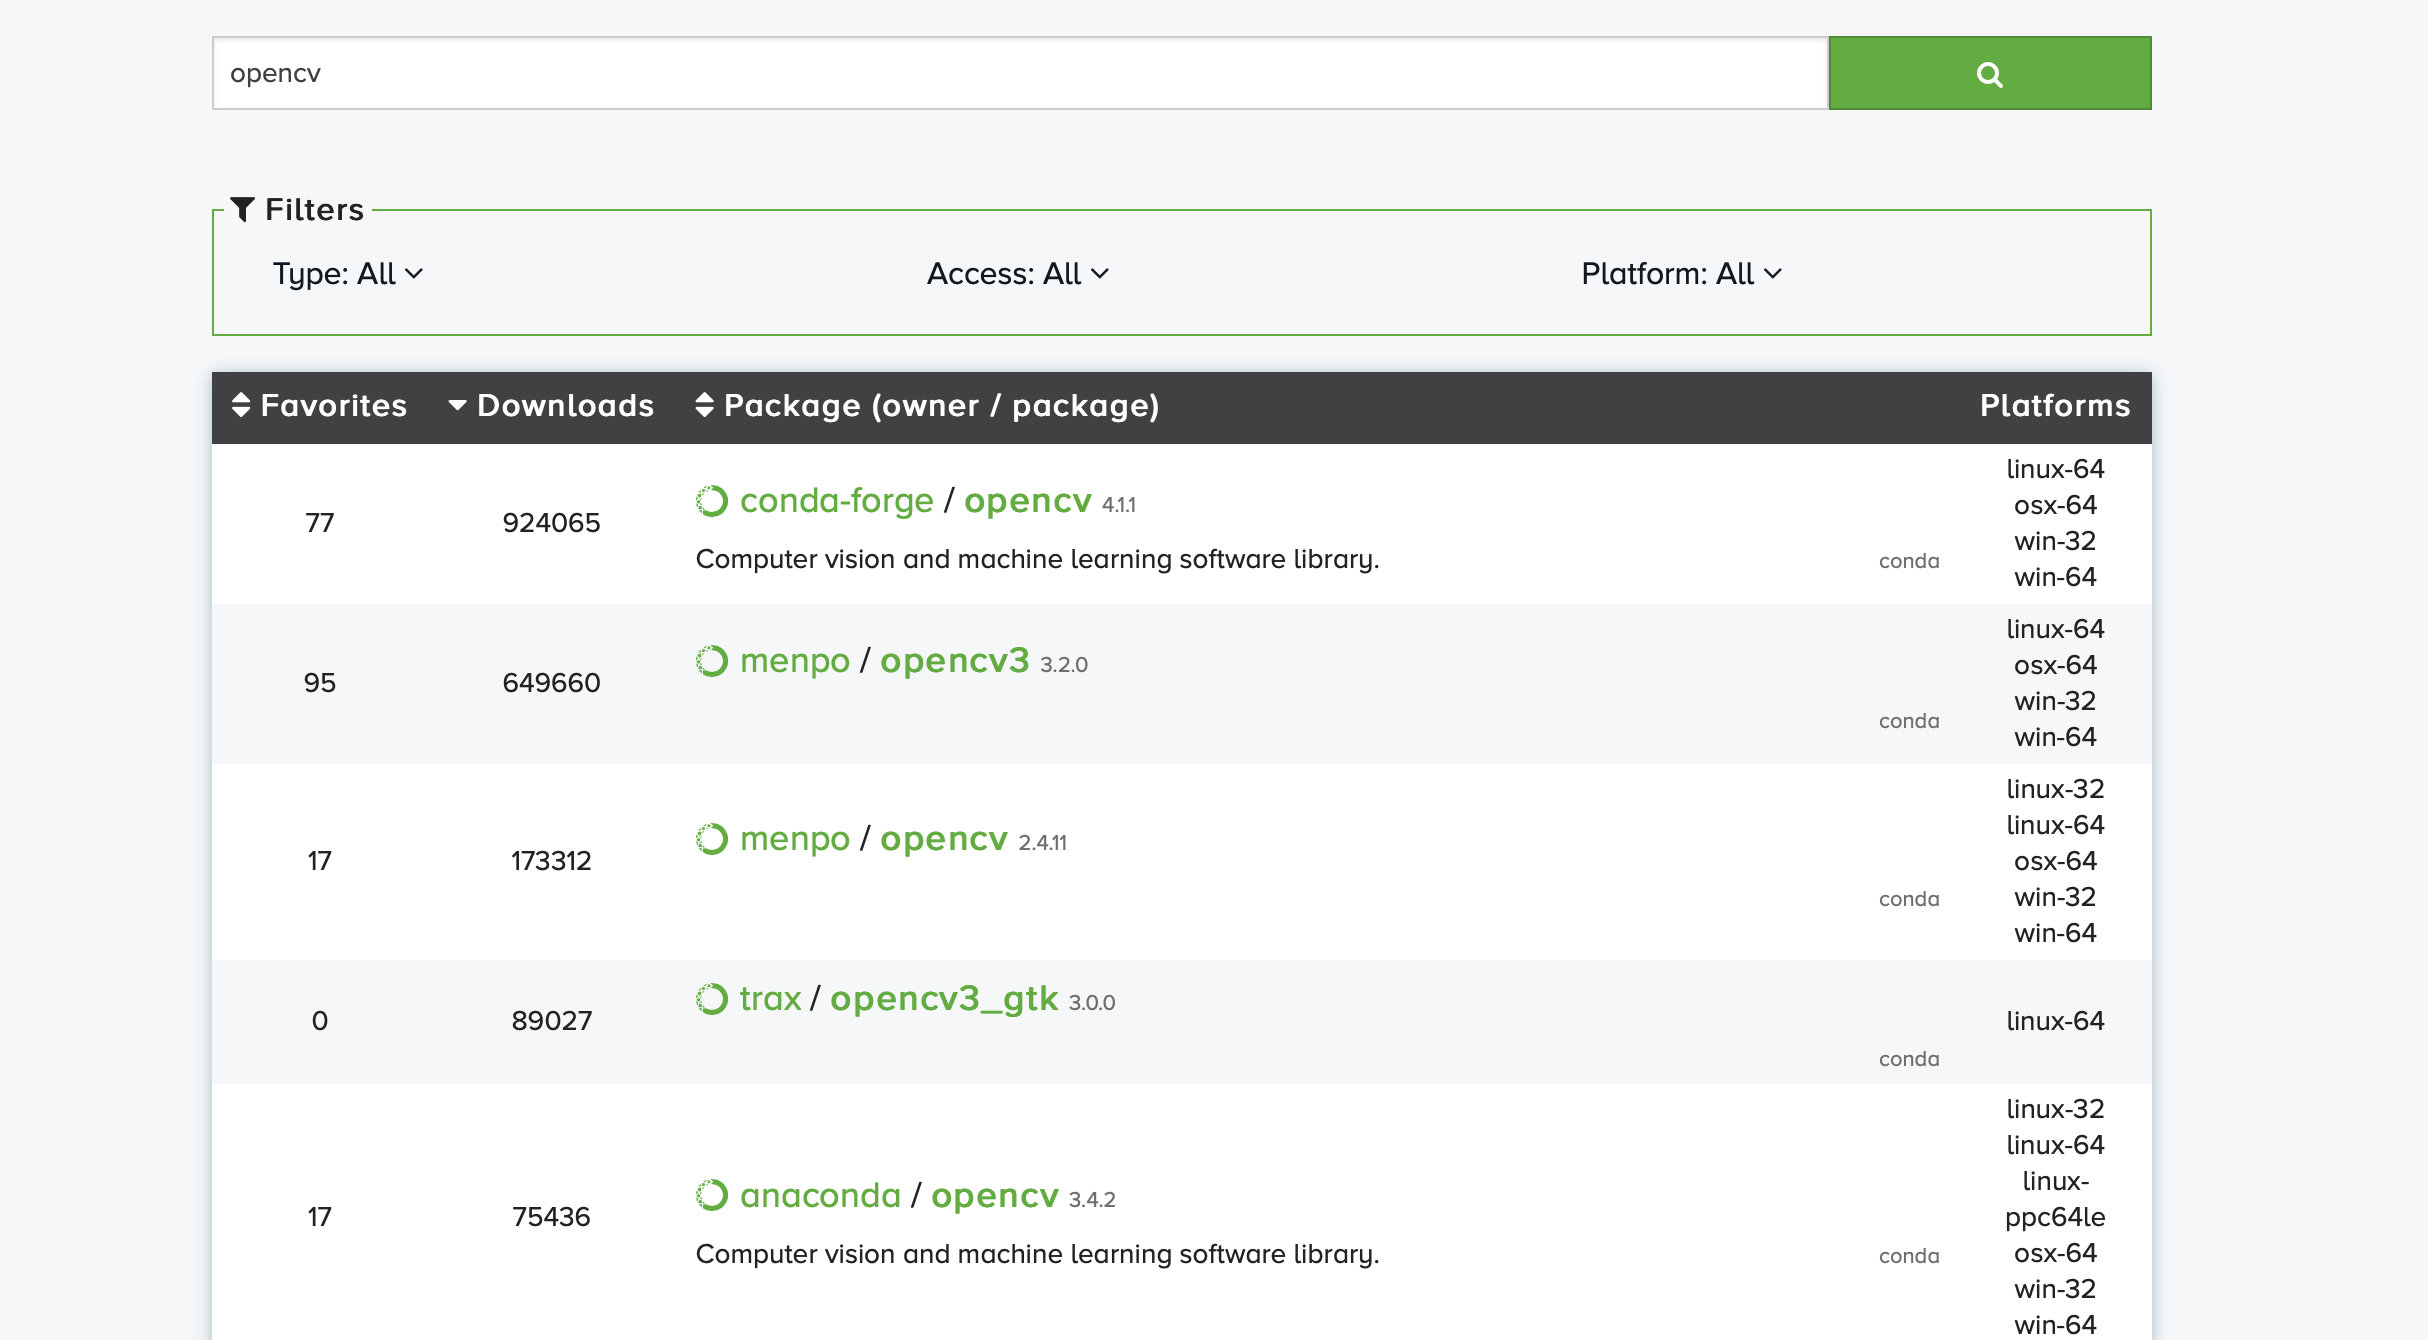 opencv
Filters
Type: All Access: All Platform: All
Favorites Downloads Package (owner / package) Platforms
77 924065 conda-forge / opencv 4.1.1
Computer vision and machine learning software library.
conda
linux-64
osx-64
win-32
win-64
95 649660 menpo / opencv3 3.2.0
conda
linux-64
osx-64
win-32
win-64
17 173312 menpo / opencv 2.4.11
conda
linux-32
linux-64
osx-64
win-32
win-64
0 89027 trax / opencv3_gtk 3.0.0
conda
linux-64
17 75436 anaconda / opencv 3.4.2
Computer vision and machine learning software library.
conda
linux-32
linux-64
linux-
ppc64le
osx-64
win-32
win-64